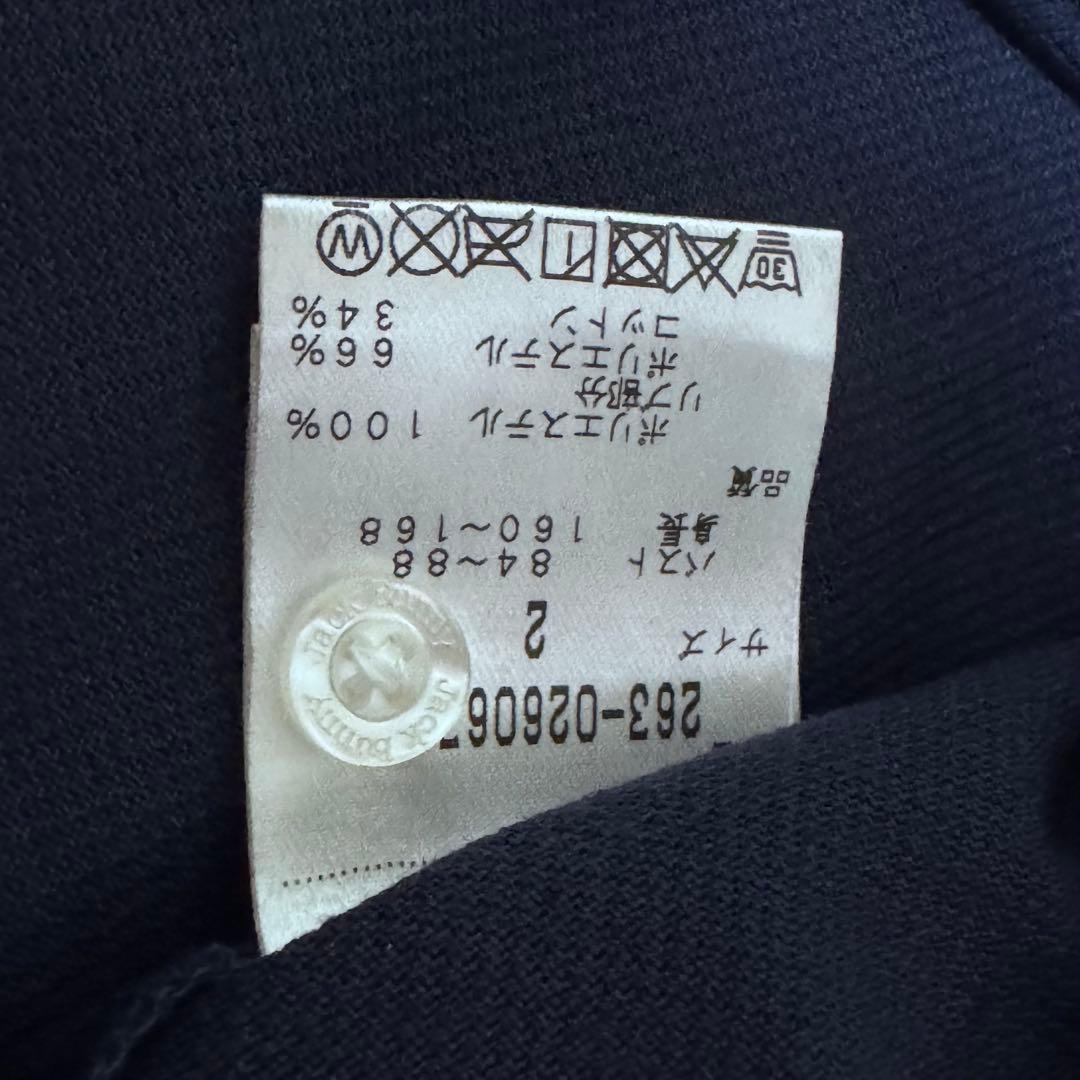 263-02606
サイズ 2
バスト 84~88
身長 160~168
品質
ポリエステル 100%
リブ部分
ポリエステル 66%
コットン 34%
30 W
Jack Bunny Jack Bunny